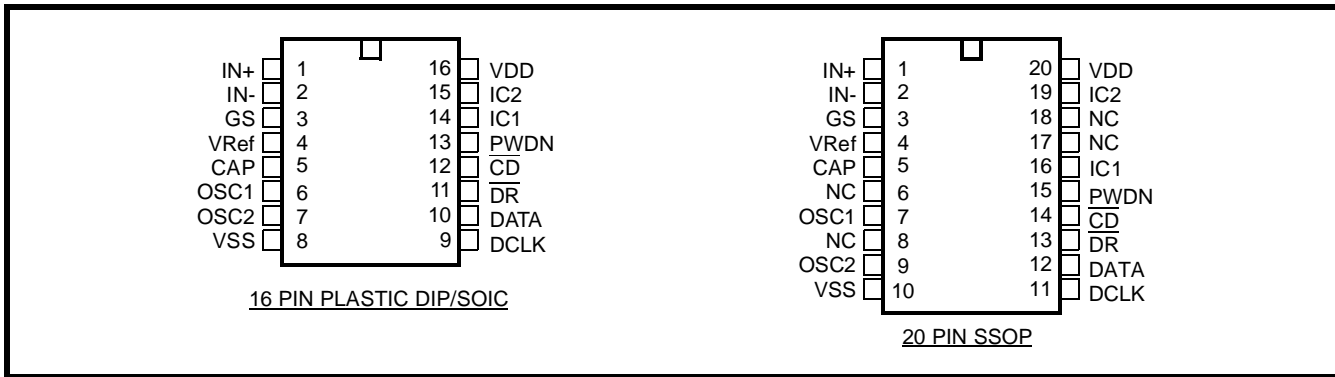 IN+ 1 16 VDD
IN- 2 15 IC2
GS 3 14 IC1
VRef 4 13 PWDN
CAP 5 12 CD
OSC1 6 11 DR
OSC2 7 10 DATA
VSS 8 9 DCLK
16 PIN PLASTIC DIP/SOIC
IN+ 1 20 VDD
IN- 2 19 IC2
GS 3 18 NC
VRef 4 17 NC
CAP 5 16 IC1
NC 6 15 PWDN
OSC1 7 14 CD
NC 8 13 DR
OSC2 9 12 DATA
VSS 10 11 DCLK
20 PIN SSOP